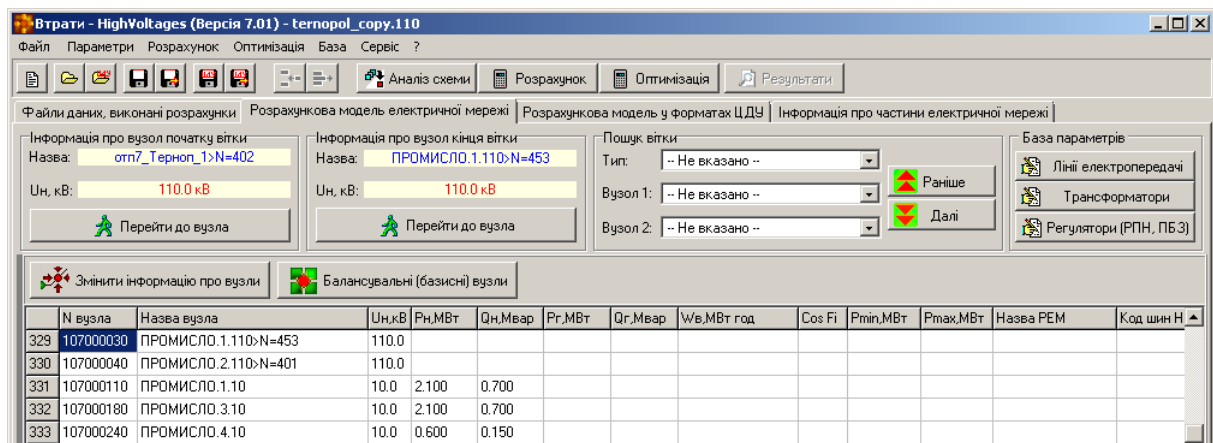 Втрати - HighVoltages (Версія 7.01) - ternopol_copy.110
Файл Параметри Розрахунок Оптимізація База Сервіс ?
Аналіз схеми Розрахунок Оптимізація Результати
Файли даних, виконані розрахунки Розрахункова модель електричної мережі Розрахункова модель у форматах ЦДУ Інформація про частини електричної мережі
Інформація про вузол початку вітки Інформація про вузол кінця вітки Пошук вітки База параметрів
Назва: отп7_Терноп_1>N=402 Назва: ПРОМИСЛО.1.110>N=453 Тип: -- Не вказано -- Лінії електропередачі
Раніше
Uн, кВ: 110.0 кВ Uн, кВ: 110.0 кВ Вузол 1: -- Не вказано -- Трансформатори
Далі
Перейти до вузла Перейти до вузла Вузол 2: -- Не вказано -- Регулятори (РПН, ПБЗ)
Змінити інформацію про вузли Балансувальні (базисні) вузли
N вузла Назва вузла Uн,кВ Pн,МВт Qн,Мвар Pг,МВт Qг,Мвар Wв,МВт год Cos Fi Pmin,МВт Pmax,МВт Назва РЕМ Код шин Н
329 107000030 ПРОМИСЛО.1.110>N=453 110.0
330 107000040 ПРОМИСЛО.2.110>N=401 110.0
331 107000110 ПРОМИСЛО.1.10 10.0 2.100 0.700
332 107000180 ПРОМИСЛО.3.10 10.0 2.100 0.700
333 107000240 ПРОМИСЛО.4.10 10.0 0.600 0.150